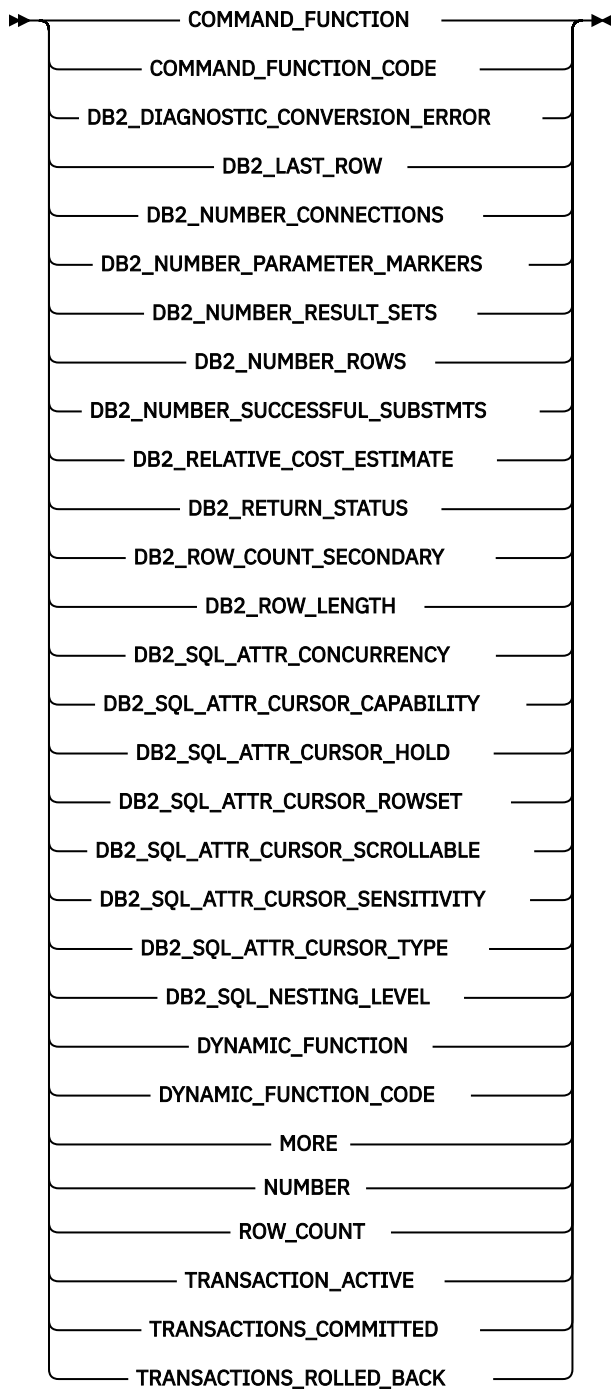 COMMAND_FUNCTION
COMMAND_FUNCTION_CODE
DB2_DIAGNOSTIC_CONVERSION_ERROR
DB2_LAST_ROW
DB2_NUMBER_CONNECTIONS
DB2_NUMBER_PARAMETER_MARKERS
DB2_NUMBER_RESULT_SETS
DB2_NUMBER_ROWS
DB2_NUMBER_SUCCESSFUL_SUBSTMTS
DB2_RELATIVE_COST_ESTIMATE
DB2_RETURN_STATUS
DB2_ROW_COUNT_SECONDARY
DB2_ROW_LENGTH
DB2_SQL_ATTR_CONCURRENCY
DB2_SQL_ATTR_CURSOR_CAPABILITY
DB2_SQL_ATTR_CURSOR_HOLD
DB2_SQL_ATTR_CURSOR_ROWSET
DB2_SQL_ATTR_CURSOR_SCROLLABLE
DB2_SQL_ATTR_CURSOR_SENSITIVITY
DB2_SQL_ATTR_CURSOR_TYPE
DB2_SQL_NESTING_LEVEL
DYNAMIC_FUNCTION
DYNAMIC_FUNCTION_CODE
MORE
NUMBER
ROW_COUNT
TRANSACTION_ACTIVE
TRANSACTIONS_COMMITTED
TRANSACTIONS_ROLLED_BACK